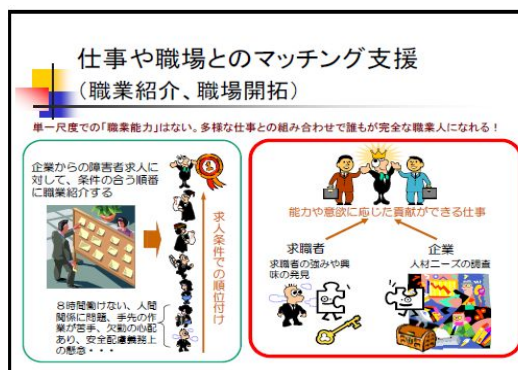 仕事や職場とのマッチング支援
（職業紹介、職場開拓）
単一尺度での「職業能力」はない。多様な仕事との組み合わせで誰もが完全な職業人になれる！
企業からの障害者求人に
対して、条件の合う順番
に職業紹介する
８時間働けない、人間
関係に問題、手先の作
業が苦手、欠勤の心配
あり、安全配慮義務上
の懸念・・・
求人条件での順位付け
能力や意欲に応じた貢献ができる仕事
求職者
求職者の強みや興
味の発見
企業
人材ニーズの調査